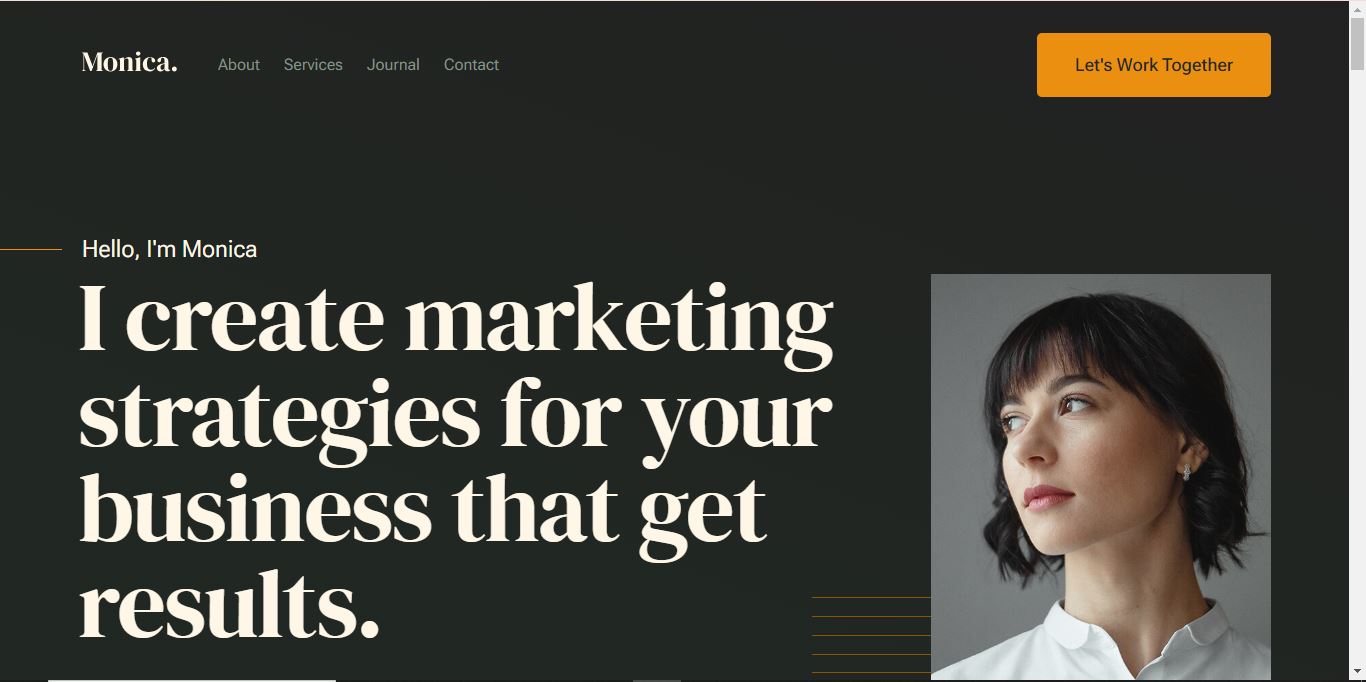 Monica.
About Services Journal Contact
Let's Work Together
Hello, I'm Monica
I create marketing
strategies for your
business that get
results.